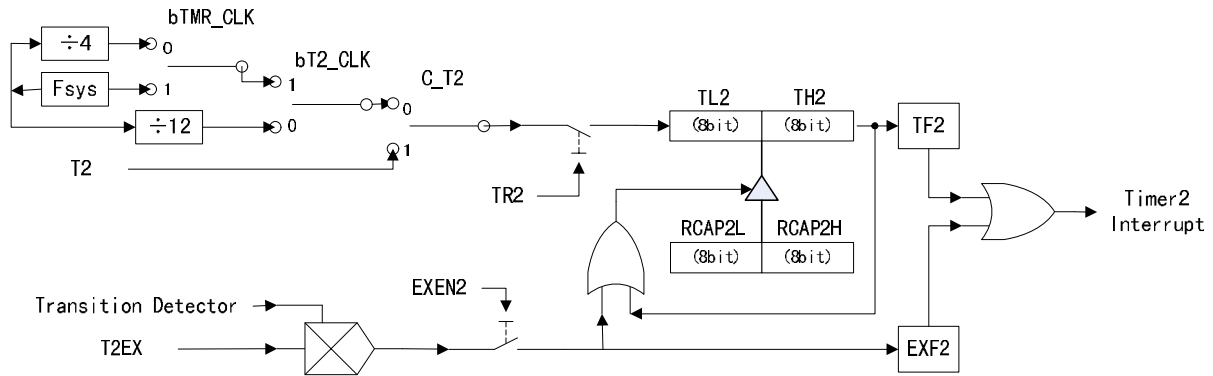 bTMR_CLK
÷4
0
bT2_CLK
Fsys
1
1
C_T2
0
÷12
0
TL2
TH2
(8bit)
(8bit)
TF2
T2
1
TR2
Timer2
Interrupt
RCAP2L
RCAP2H
(8bit)
(8bit)
EXEN2
Transition Detector
T2EX
EXF2